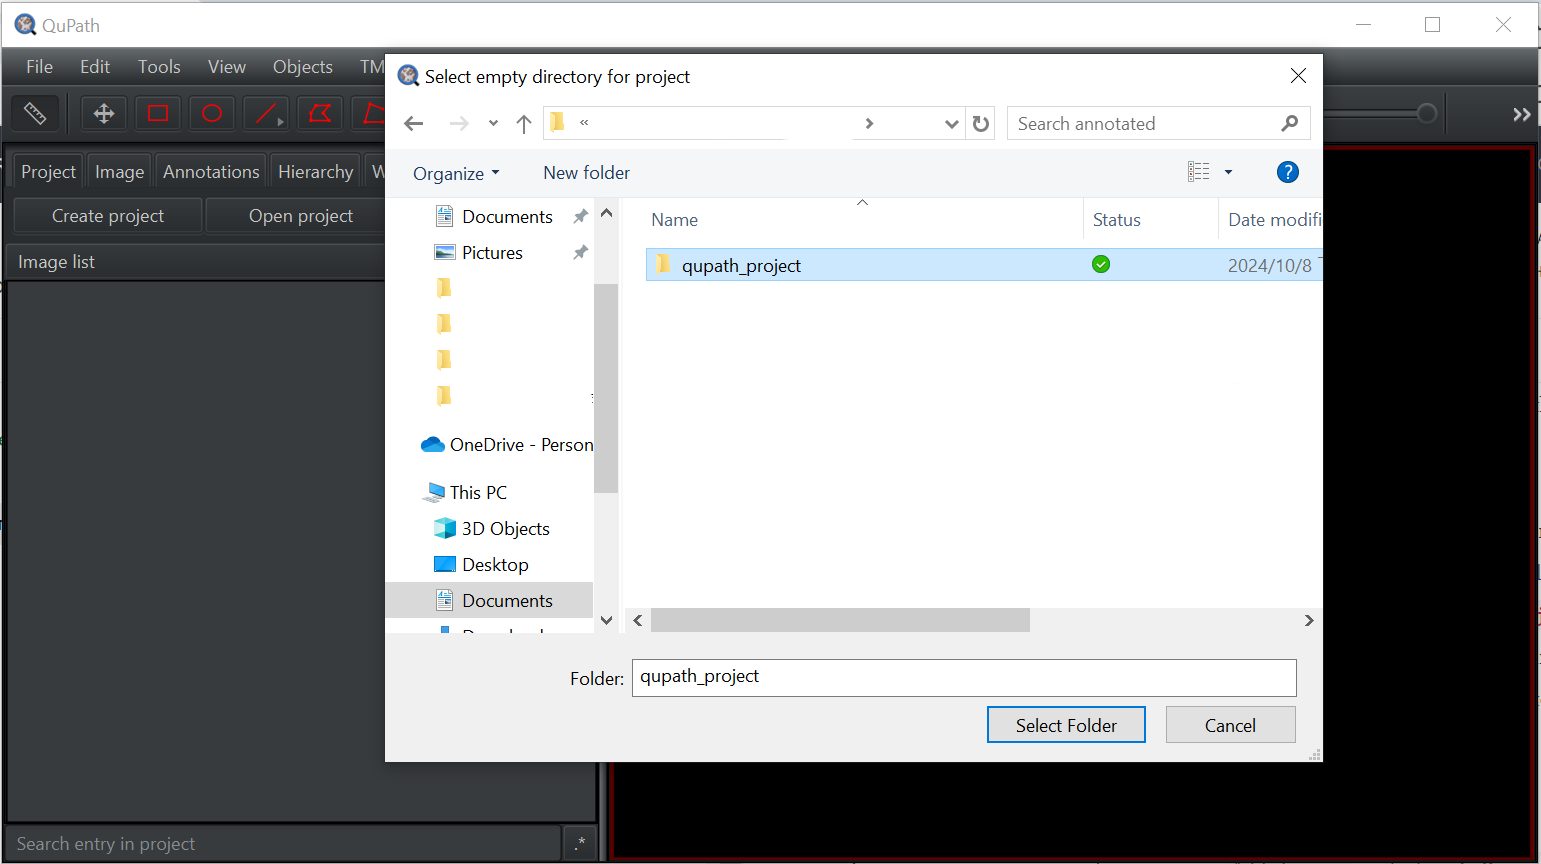 QuPath
File Edit Tools View Objects TM
Select empty directory for project
«
Search annotated
Organize
New folder
?
Project Image Annotations Hierarchy W
Create project Open project
Image list
Documents
Pictures
OneDrive - Person
This PC
3D Objects
Desktop
Documents
Name Status Date modifi
qupath_project 2024/10/8
Folder: qupath_project
Select Folder Cancel
Search entry in project .*